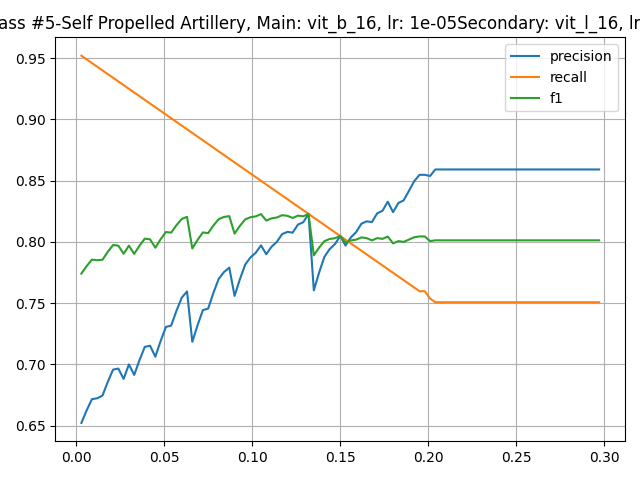 ass #5-Self Propelled Artillery, Main: vit_b_16, lr: 1e-05Secondary: vit_l_16, lr
precision
recall
f1
0.95
0.90
0.85
0.80
0.75
0.70
0.65
0.00 0.05 0.10 0.15 0.20 0.25 0.30